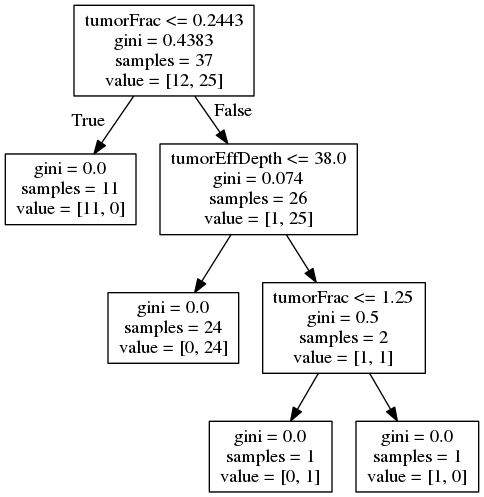 tumorFrac <= 0.2443
gini = 0.4383
samples = 37
value = [12, 25]
True
False
gini = 0.0
samples = 11
value = [11, 0]
tumorEffDepth <= 38.0
gini = 0.074
samples = 26
value = [1, 25]
gini = 0.0
samples = 24
value = [0, 24]
tumorFrac <= 1.25
gini = 0.5
samples = 2
value = [1, 1]
gini = 0.0
samples = 1
value = [0, 1]
gini = 0.0
samples = 1
value = [1, 0]